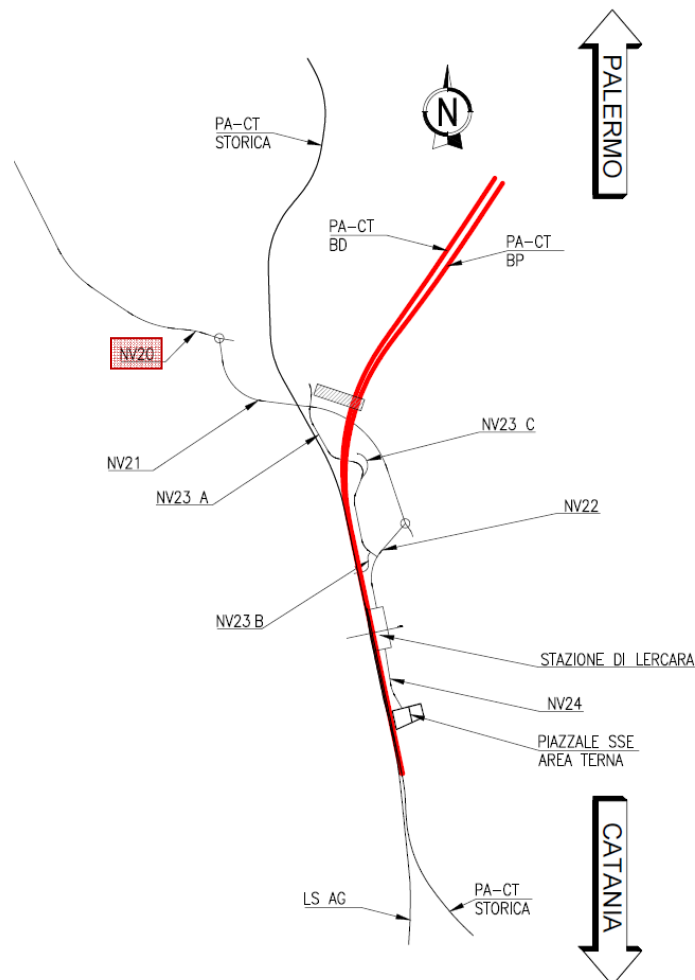 PALERMO
N
PA-CT
STORICA
PA-CT
BD
PA-CT
BP
NV20
NV23 C
NV21
NV23 A
NV22
NV23 B
STAZIONE DI LERCARA
NV24
PIAZZALE SSE
AREA TERNA
CATANIA
LS AG
PA-CT
STORICA